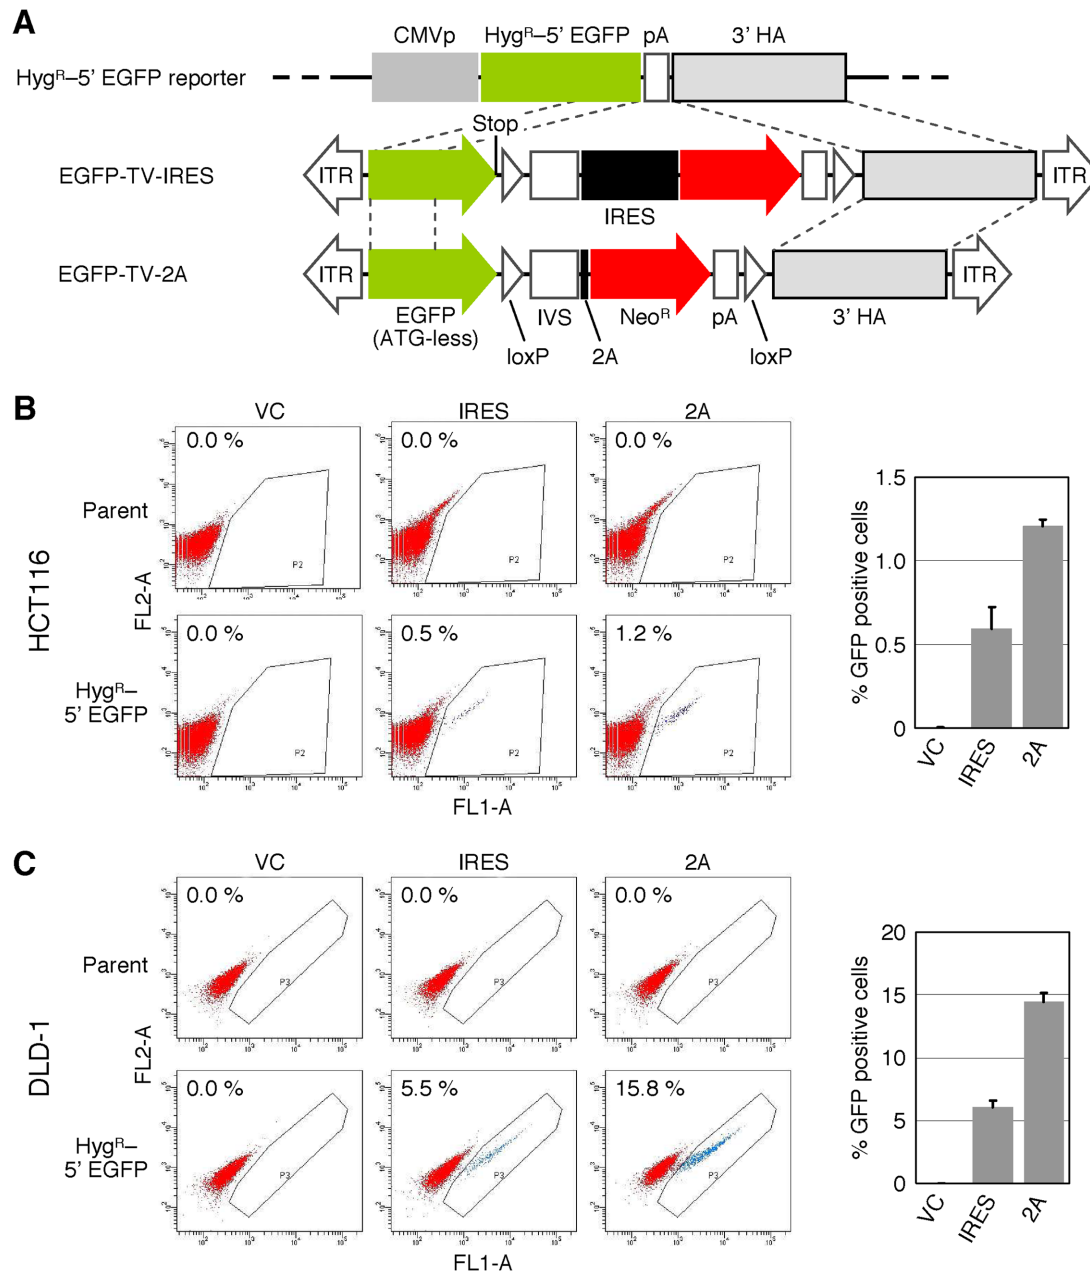 A
CMVp Hygᴿ–5’ EGFP pA 3’ HA
Hygᴿ–5’ EGFP reporter
Stop
EGFP-TV-IRES ITR ITR
IRES
EGFP-TV-2A ITR ITR
EGFP IVS Neoᴿ pA 3’ HA
(ATG-less)
loxP 2A loxP
B
VC IRES 2A
HCT116
Parent
FL2-A
0.0 % 0.0 % 0.0 %
P2 P2 P2
Hygᴿ–
5’ EGFP
0.0 % 0.5 % 1.2 %
P2 P2 P2
FL1-A
% GFP positive cells
1.5
1.0
0.5
0
VC IRES 2A
C
VC IRES 2A
DLD-1
Parent
FL2-A
0.0 % 0.0 % 0.0 %
P3 P3 P3
Hygᴿ–
5’ EGFP
0.0 % 5.5 % 15.8 %
P3 P3 P3
FL1-A
% GFP positive cells
20
15
10
5
0
VC IRES 2A